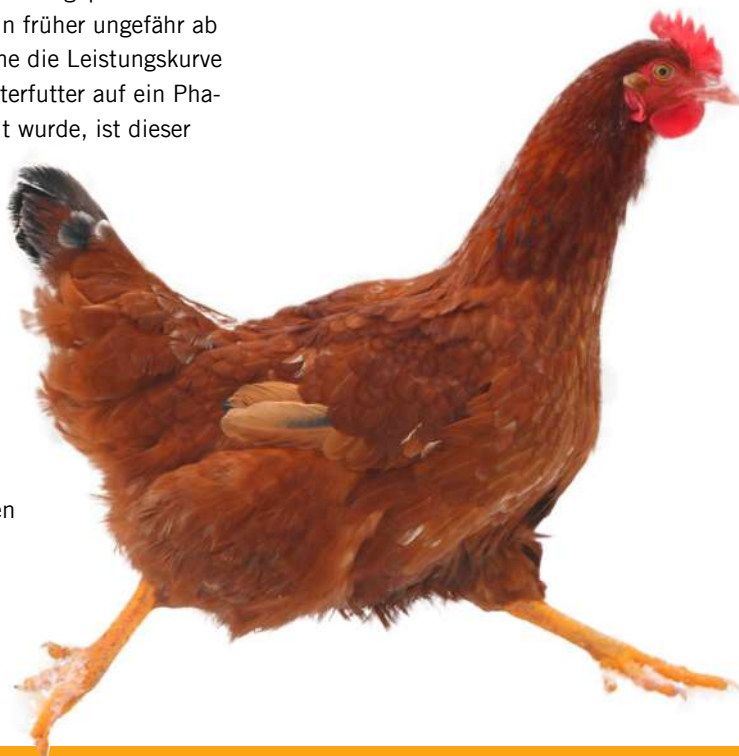 n früher ungefähr ab
ne die Leistungskurve
terfutter auf ein Pha-
t wurde, ist dieser
en